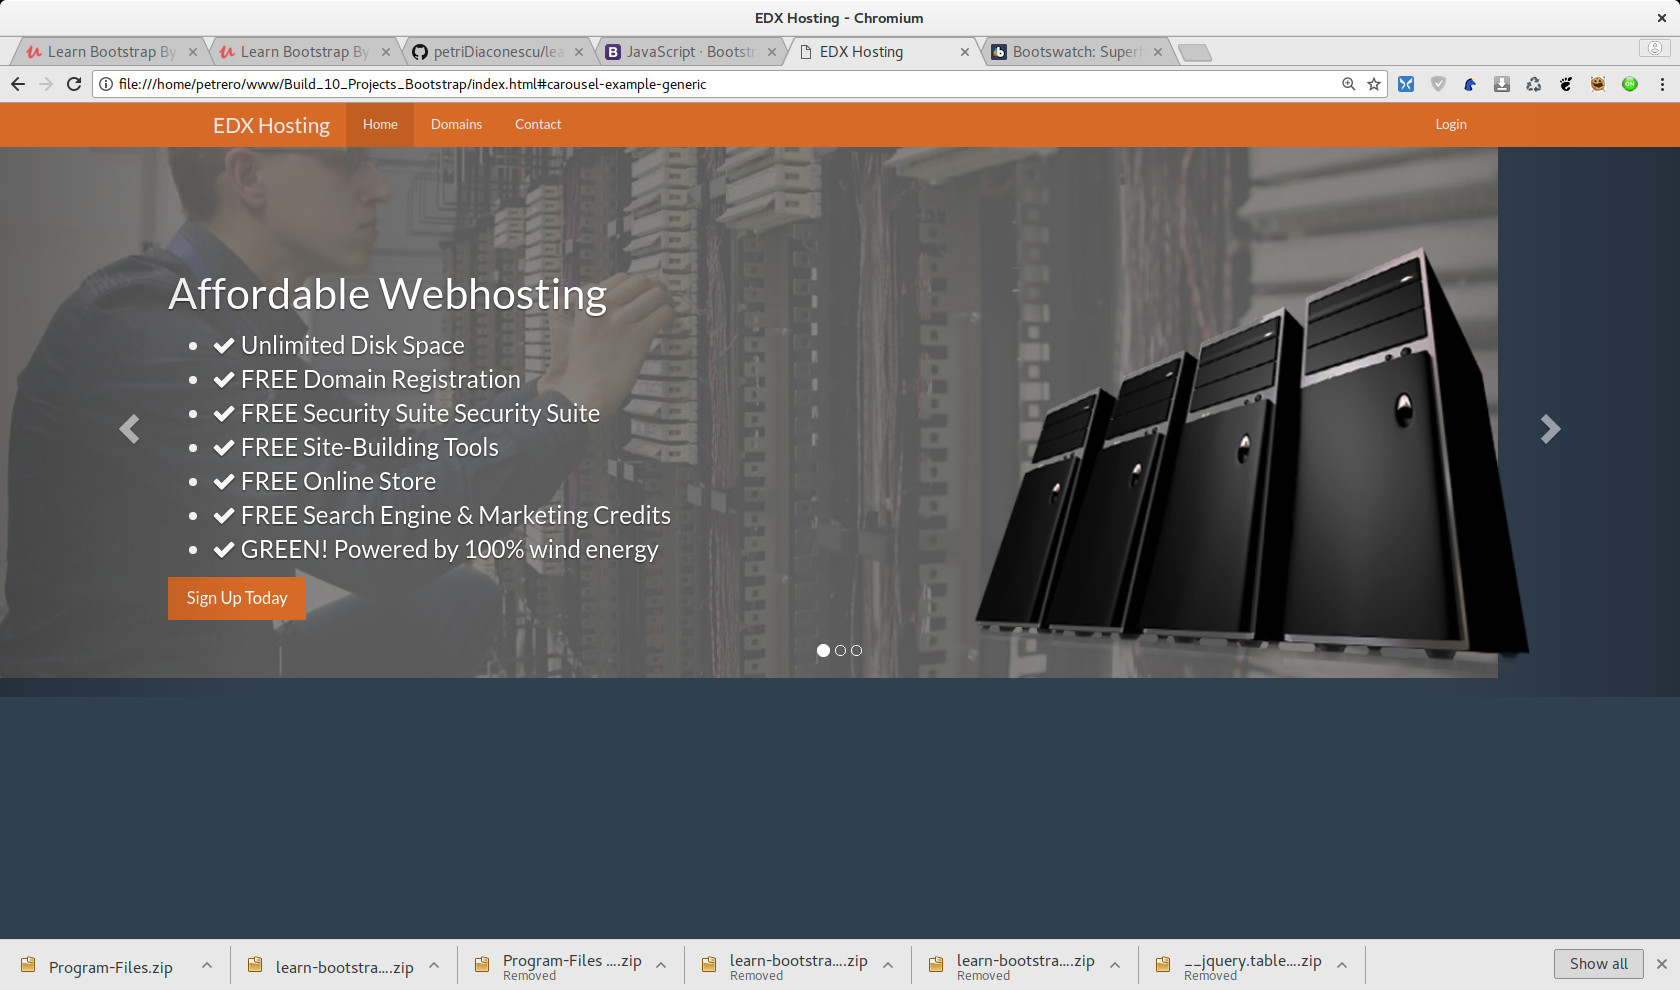 EDX Hosting - Chromium
Learn Bootstrap By
Learn Bootstrap By
petriDiaconescu/lea
JavaScript · Bootstr
EDX Hosting
Bootswatch: Superh
file:///home/petrero/www/Build_10_Projects_Bootstrap/index.html#carousel-example-generic
EDX Hosting
Home
Domains
Contact
Login
Affordable Webhosting
Unlimited Disk Space
FREE Domain Registration
FREE Security Suite Security Suite
FREE Site-Building Tools
FREE Online Store
FREE Search Engine & Marketing Credits
GREEN! Powered by 100% wind energy
Sign Up Today
Program-Files.zip
learn-bootstra....zip
Program-Files ....zip
Removed
learn-bootstra....zip
Removed
learn-bootstra....zip
Removed
__jquery.table....zip
Removed
Show all